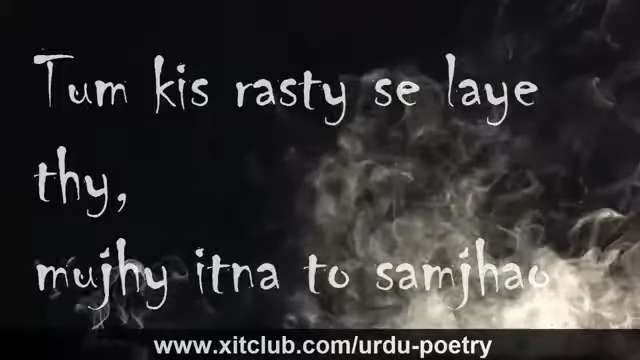 Tum kis rasty se laye
thy,
mujhy itna to samjhao
www.xitclub.com/urdu-poetry